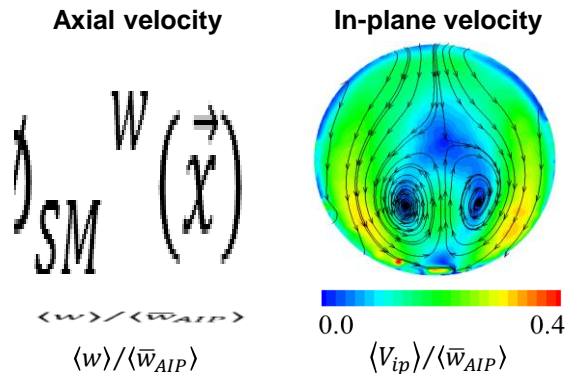 Axial velocity In-plane velocity
w
SM (x⃗)
⟨w⟩/⟨w̅AIP⟩
0.0 0.4
⟨w⟩/⟨w̅AIP⟩ ⟨Vip⟩/⟨w̅AIP⟩